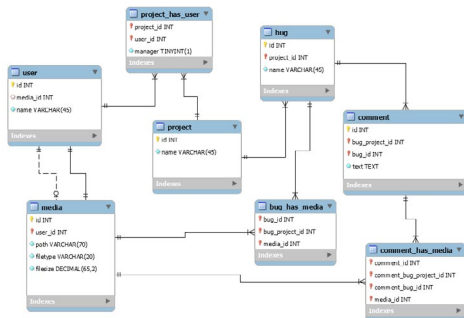 project_has_user
project_id INT
user_id INT
manager TINYINT(1)
Indexes
bug
id INT
project_id INT
name VARCHAR(45)
Indexes
user
id INT
media_id INT
name VARCHAR(45)
Indexes
project
id INT
name VARCHAR(45)
Indexes
comment
id INT
bug_project_id INT
bug_id INT
text TEXT
Indexes
media
id INT
user_id INT
path VARCHAR(70)
filetype VARCHAR(20)
filesize DECIMAL(65,2)
Indexes
bug_has_media
bug_id INT
bug_project_id INT
media_id INT
Indexes
comment_has_media
comment_id INT
comment_bug_project_id INT
comment_bug_id INT
media_id INT
Indexes